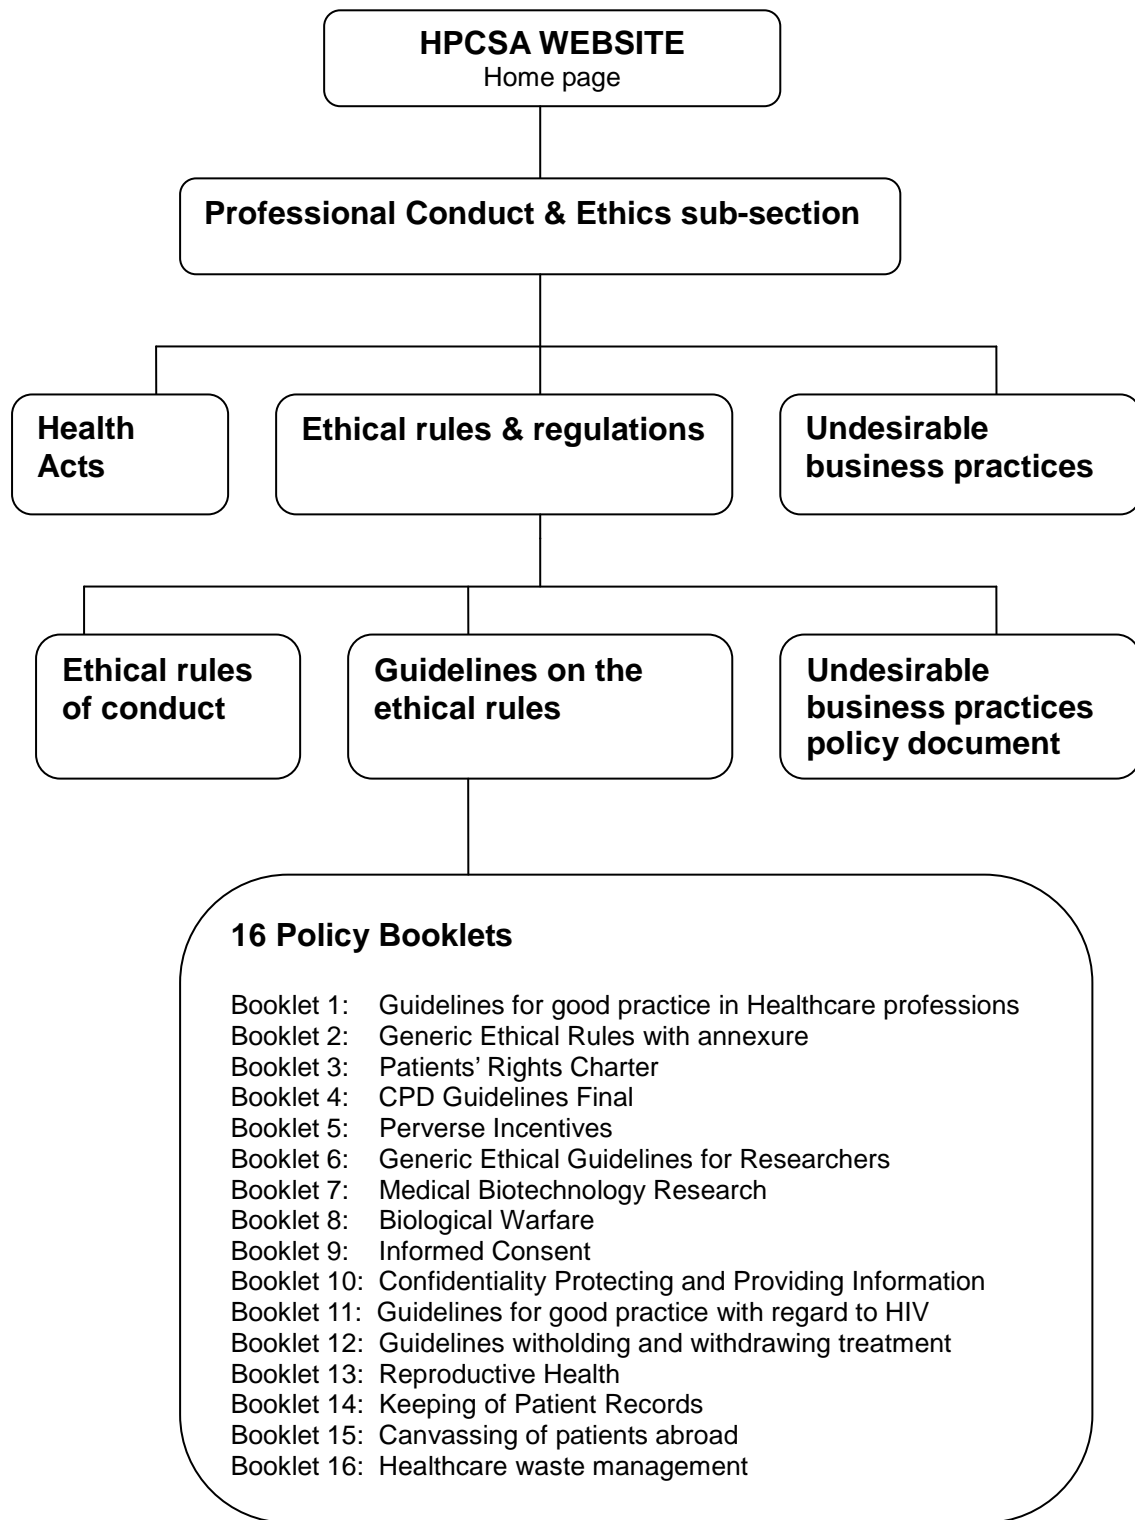 HPCSA WEBSITE
Home page
Professional Conduct & Ethics sub-section
Health
Acts
Ethical rules & regulations
Undesirable
business practices
Ethical rules
of conduct
Guidelines on the
ethical rules
Undesirable
business practices
policy document
16 Policy Booklets
Booklet 1: Guidelines for good practice in Healthcare professions
Booklet 2: Generic Ethical Rules with annexure
Booklet 3: Patients’ Rights Charter
Booklet 4: CPD Guidelines Final
Booklet 5: Perverse Incentives
Booklet 6: Generic Ethical Guidelines for Researchers
Booklet 7: Medical Biotechnology Research
Booklet 8: Biological Warfare
Booklet 9: Informed Consent
Booklet 10: Confidentiality Protecting and Providing Information
Booklet 11: Guidelines for good practice with regard to HIV
Booklet 12: Guidelines witholding and withdrawing treatment
Booklet 13: Reproductive Health
Booklet 14: Keeping of Patient Records
Booklet 15: Canvassing of patients abroad
Booklet 16: Healthcare waste management